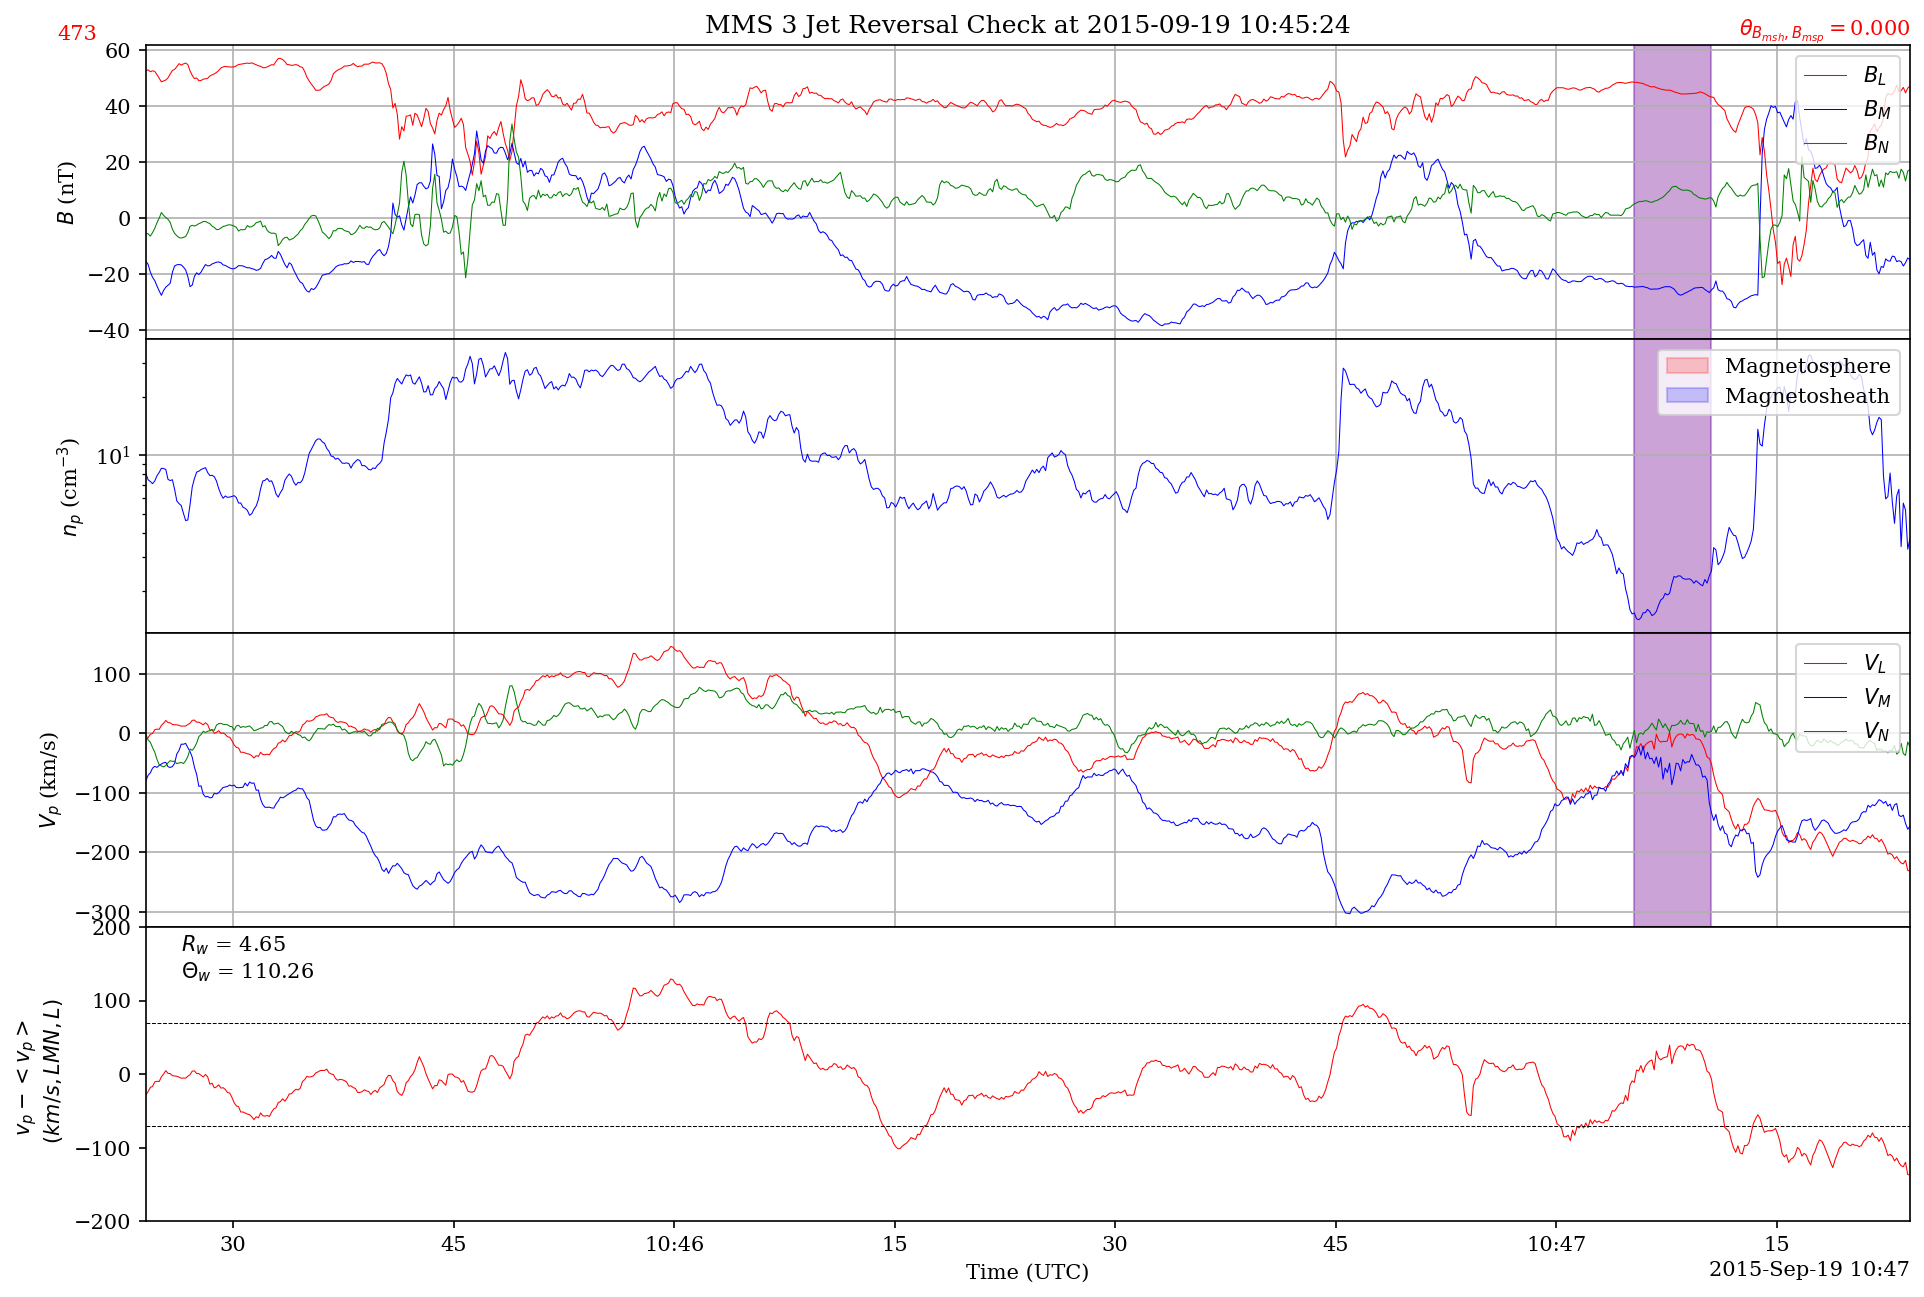 MMS 3 Jet Reversal Check at 2015-09-19 10:45:24
473
θ_{B_{msh}, B_{msp}} = 0.000
60
40
20
0
−20
−40
B (nT)
B_L
B_M
B_N
10^1
n_p (cm^{−3})
Magnetosphere
Magnetosheath
100
0
−100
−200
−300
V_p (km/s)
V_L
V_M
V_N
200
100
0
−100
−200
v_p − < v_p >
(km/s, LMN, L)
R_w = 4.65
Θ_w = 110.26
30
45
10:46
15
30
45
10:47
15
Time (UTC)
2015-Sep-19 10:47